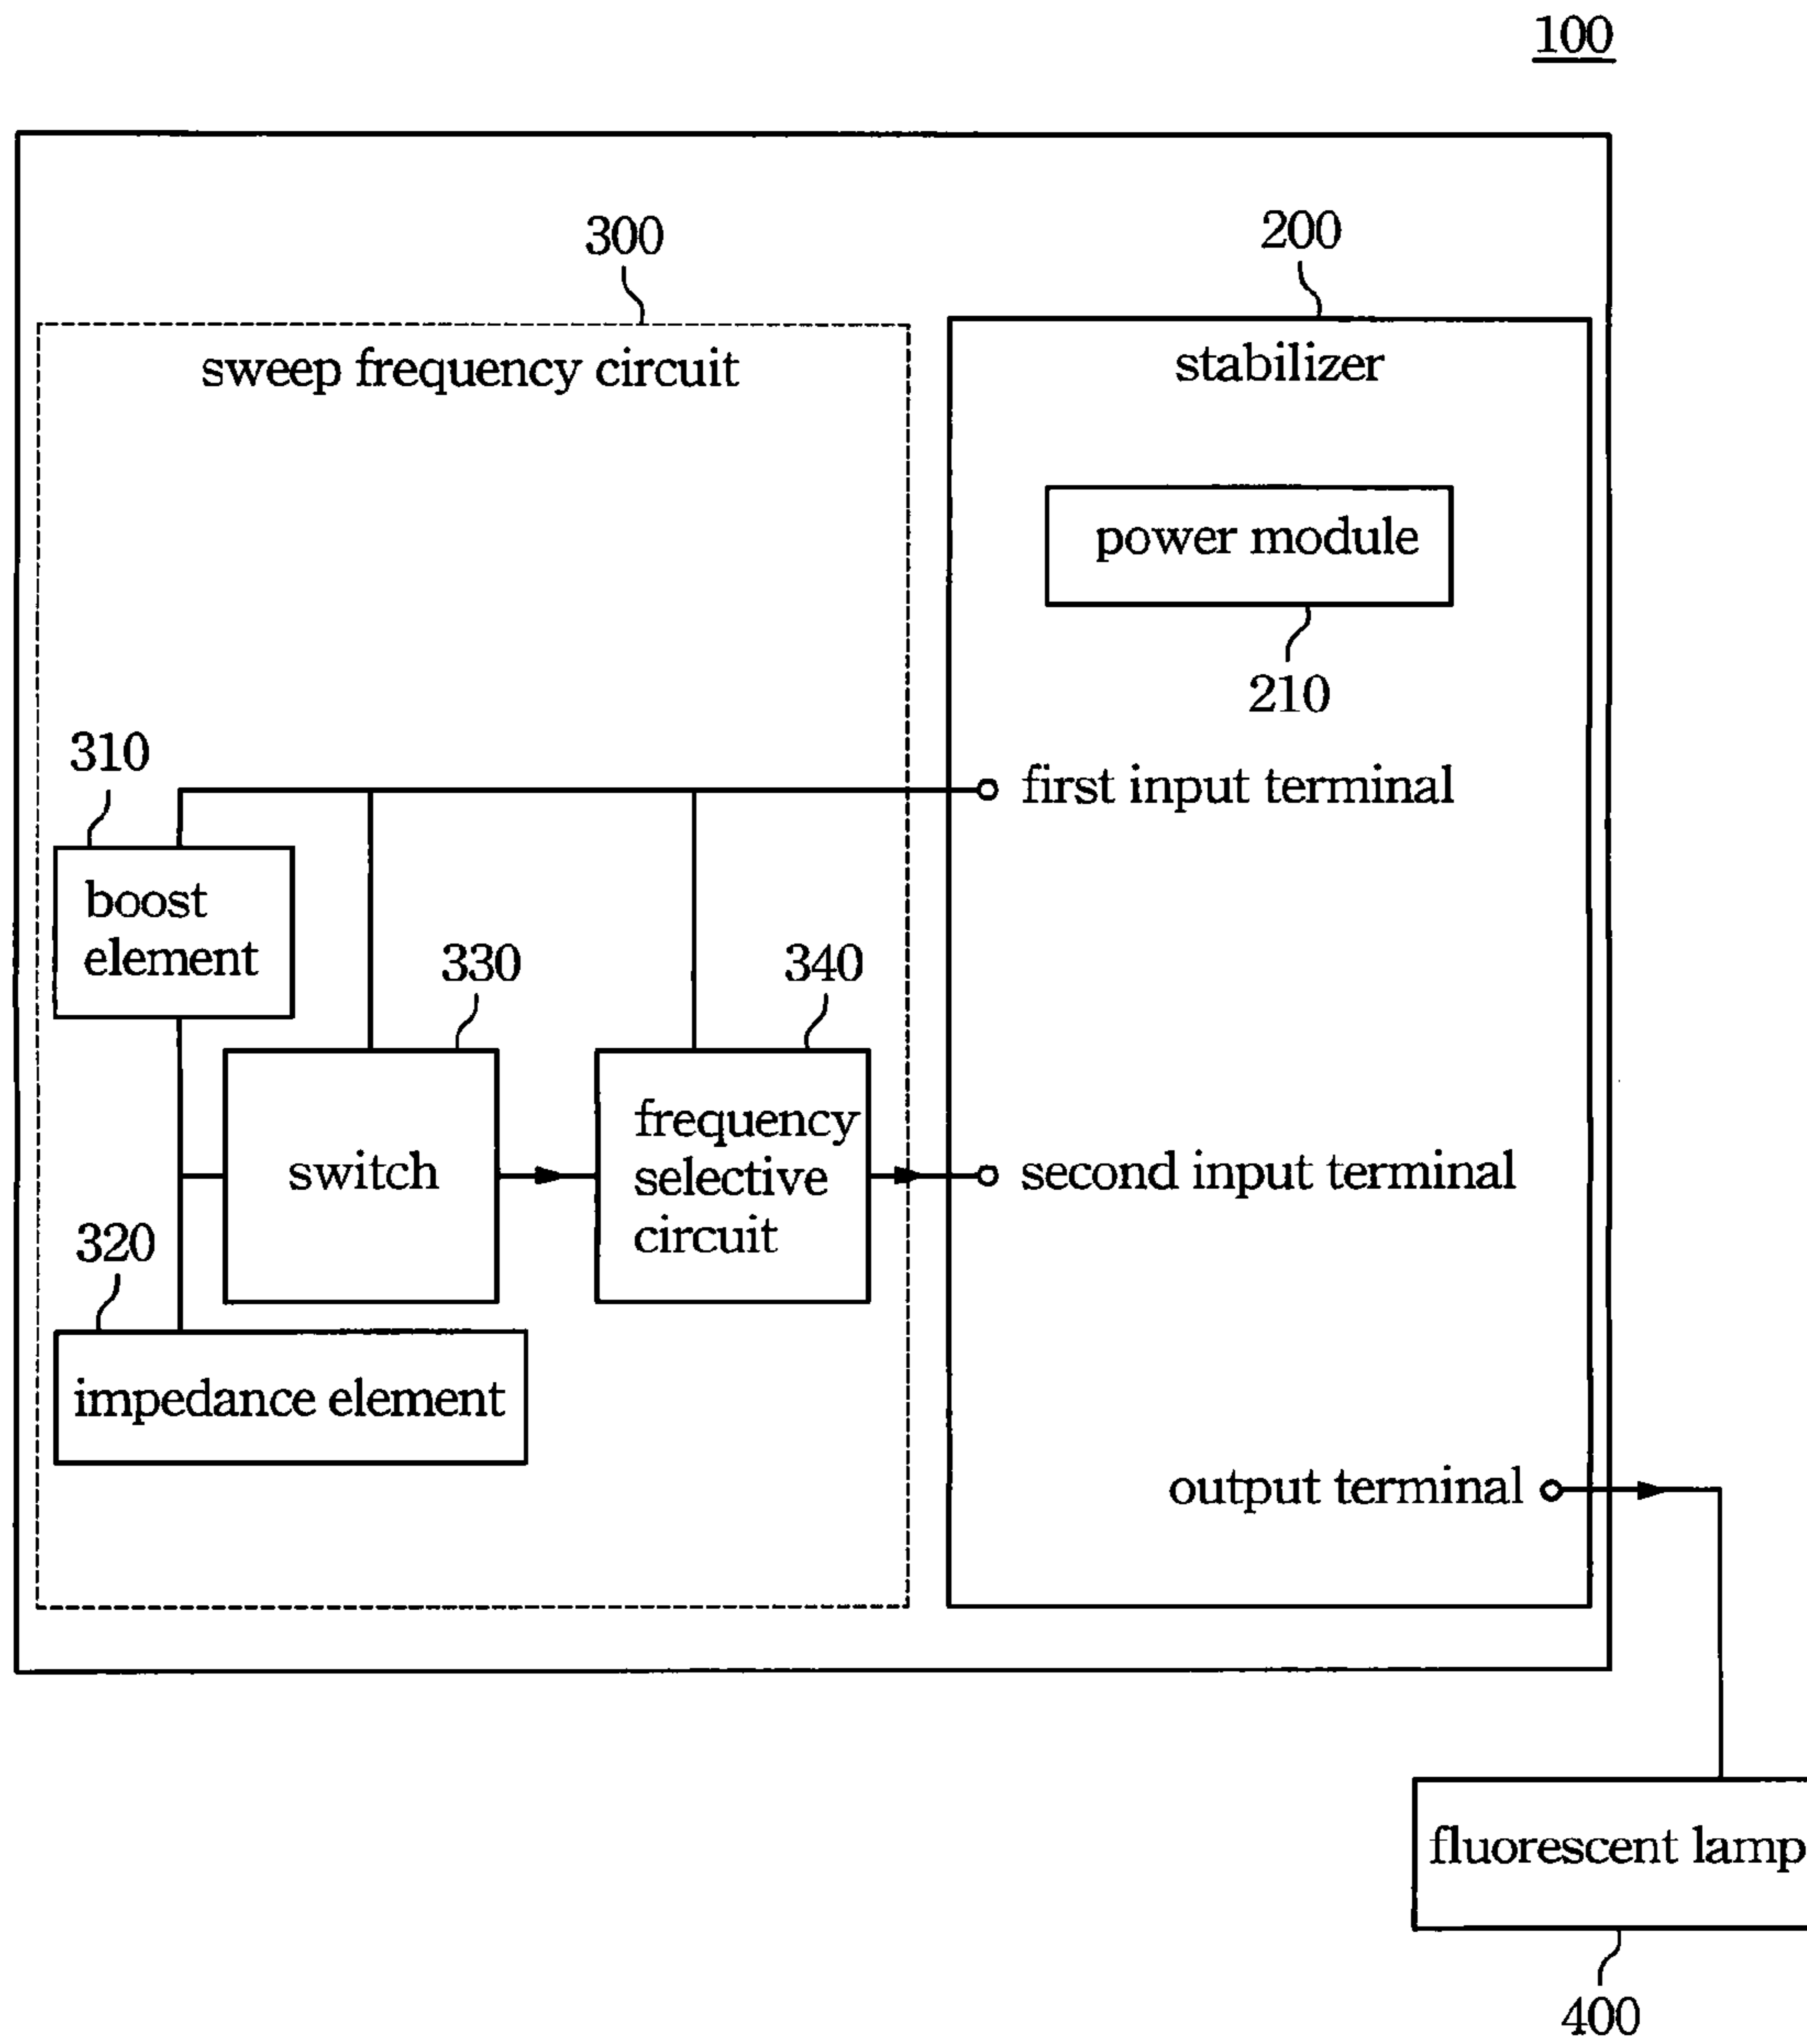 100
300
200
sweep frequency circuit
stabilizer
power module
210
310
first input terminal
boost
element
330
340
frequency
selective
circuit
switch
second input terminal
320
impedance element
output terminal
fluorescent lamp
400